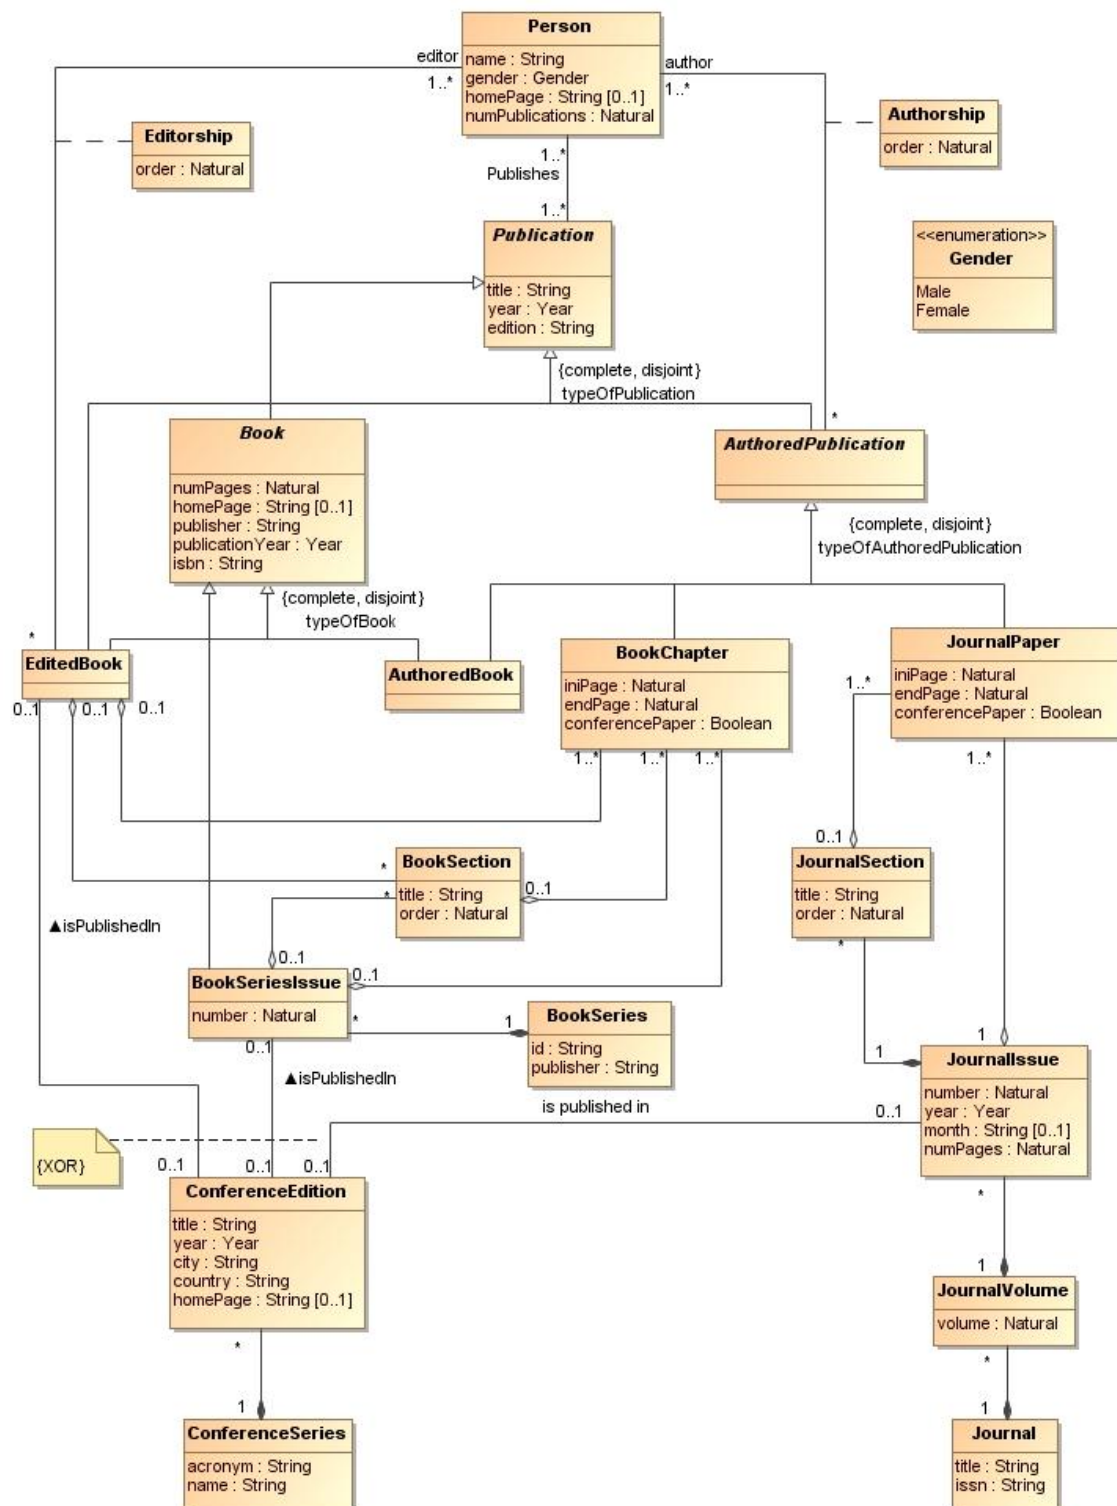 Person
name : String
gender : Gender
homePage : String [0..1]
numPublications : Natural
editor
1..*
author
1..*
Editorship
order : Natural
Authorship
order : Natural
1..*
Publishes
1..*
Publication
title : String
year : Year
edition : String
<<enumeration>>
Gender
Male
Female
{complete, disjoint}
typeOfPublication
*
Book
numPages : Natural
homePage : String [0..1]
publisher : String
publicationYear : Year
isbn : String
AuthoredPublication
{complete, disjoint}
typeOfAuthoredPublication
{complete, disjoint}
typeOfBook
*
EditedBook
0..1
0..1
0..1
AuthoredBook
BookChapter
iniPage : Natural
endPage : Natural
conferencePaper : Boolean
1..*
1..*
1..*
JournalPaper
iniPage : Natural
endPage : Natural
conferencePaper : Boolean
1..*
1..*
0..1
*
*
BookSection
title : String
order : Natural
0..1
JournalSection
title : String
order : Natural
*
▲isPublishedIn
0..1
0..1
BookSeriesIssue
number : Natural
*
1
0..1
BookSeries
id : String
publisher : String
▲isPublishedIn
1
1
JournalIssue
number : Natural
year : Year
month : String [0..1]
numPages : Natural
is published in
0..1
{XOR}
0..1
0..1
0..1
ConferenceEdition
title : String
year : Year
city : String
country : String
homePage : String [0..1]
*
1
JournalVolume
volume : Natural
*
1
*
1
ConferenceSeries
acronym : String
name : String
Journal
title : String
issn : String